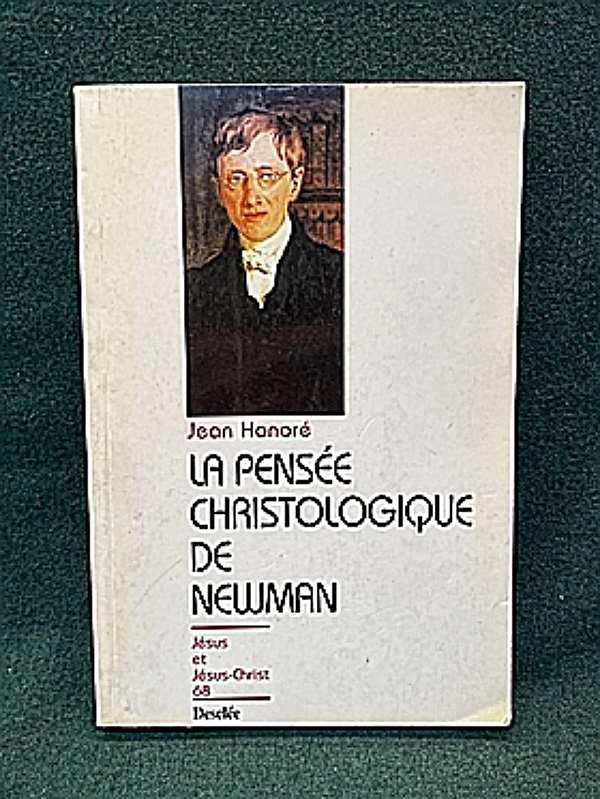 Jean Honoré
LA PENSÉE
CHRISTOLOGIQUE
DE
NEWMAN
Jésus
et
Jésus-Christ
68
Desclée